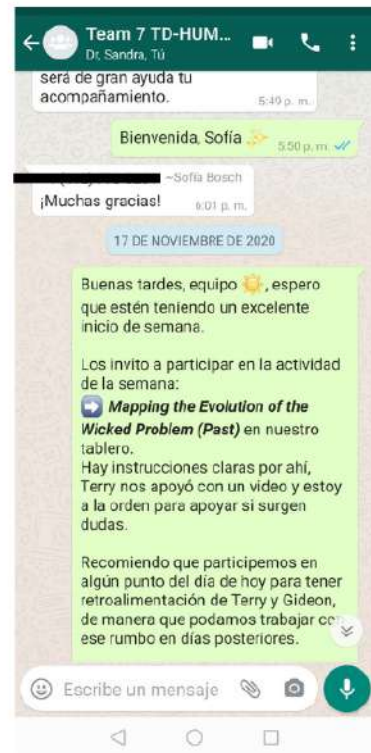 Team 7 TD-HUM...
Dr. Sandra, Tú
será de gran ayuda tu
acompañamiento.
5:49 p. m.
Bienvenida, Sofía
5:50 p. m.
~Sofía Bosch
¡Muchas gracias!
6:01 p. m.
17 DE NOVIEMBRE DE 2020
Buenas tardes, equipo ☀️, espero
que estén teniendo un excelente
inicio de semana.
Los invito a participar en la actividad
de la semana:
➡️ Mapping the Evolution of the
Wicked Problem (Past) en nuestro
tablero.
Hay instrucciones claras por ahí,
Terry nos apoyó con un video y estoy
a la orden para apoyar si surgen
dudas.
Recomiendo que participemos en
algún punto del día de hoy para tener
retroalimentación de Terry y Gideon,
de manera que podamos trabajar con
ese rumbo en días posteriores.
Escribe un mensaje